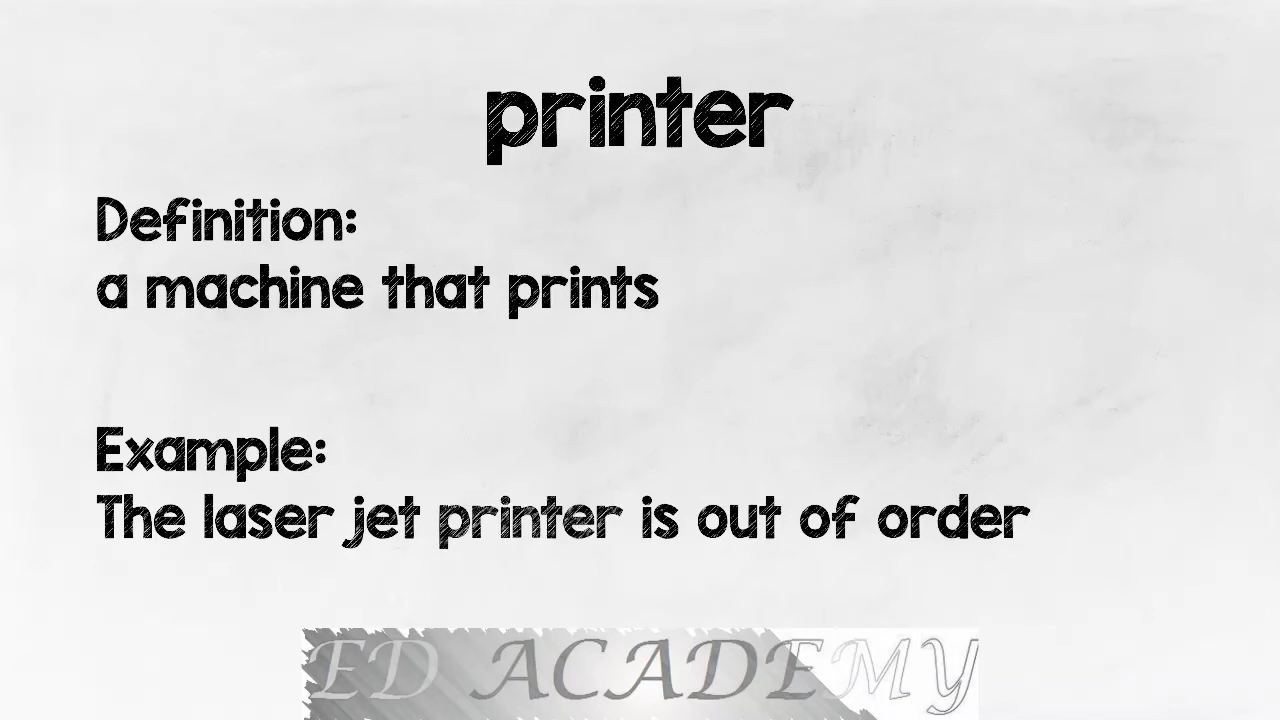 printer
Definition:
a machine that prints
Example:
The laser jet printer is out of order
ED ACADEMY